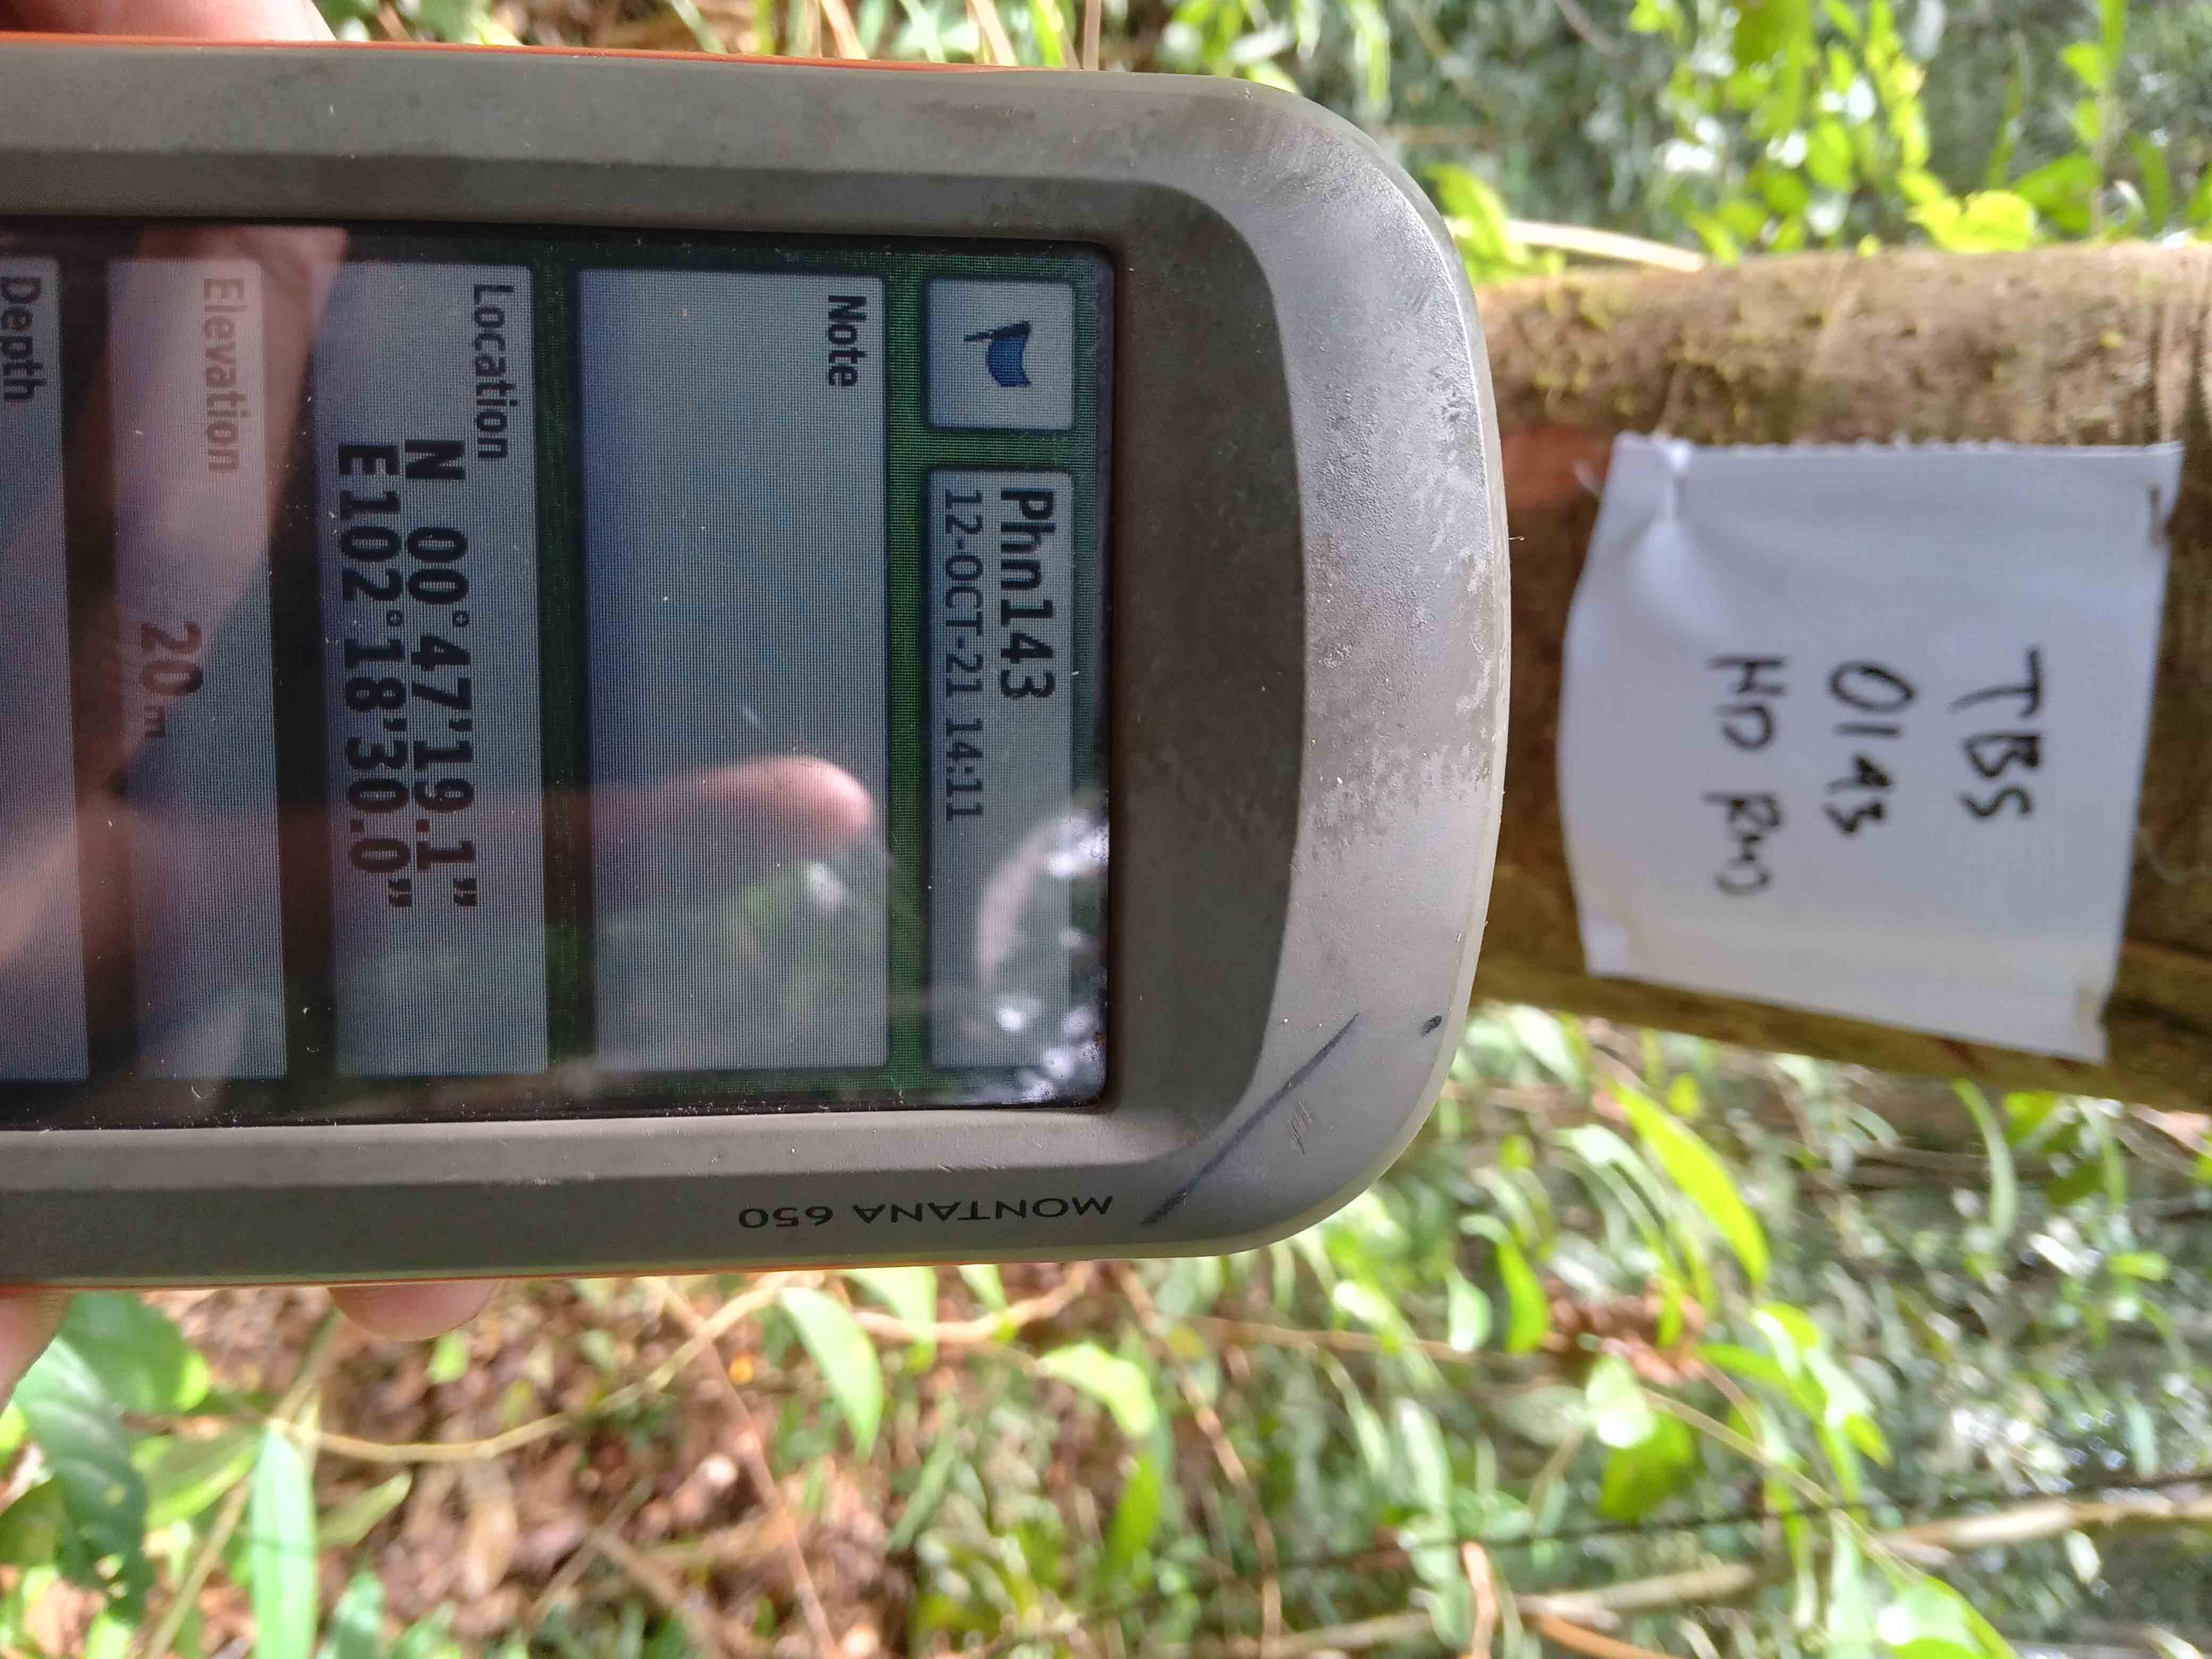 TBS
0143
HD RMD
MONTANA 650
Phn143
12-OCT-21 14:11
Note
Location
N 00°47'19.1"
E102°18'30.0"
Elevation
20m
Depth